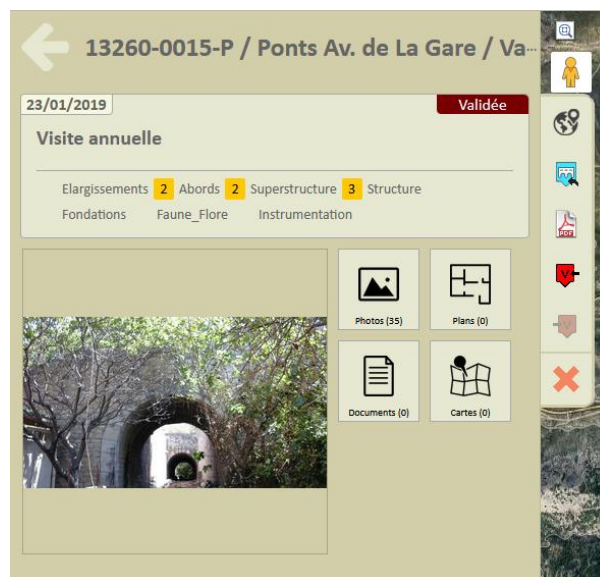 13260-0015-P / Ponts Av. de La Gare / Va...
23/01/2019
Validée
Visite annuelle
Elargissements 2 Abords 2 Superstructure 3 Structure
Fondations Faune_Flore Instrumentation
Photos (35)
Plans (0)
Documents (0)
Cartes (0)
PDF
V
V